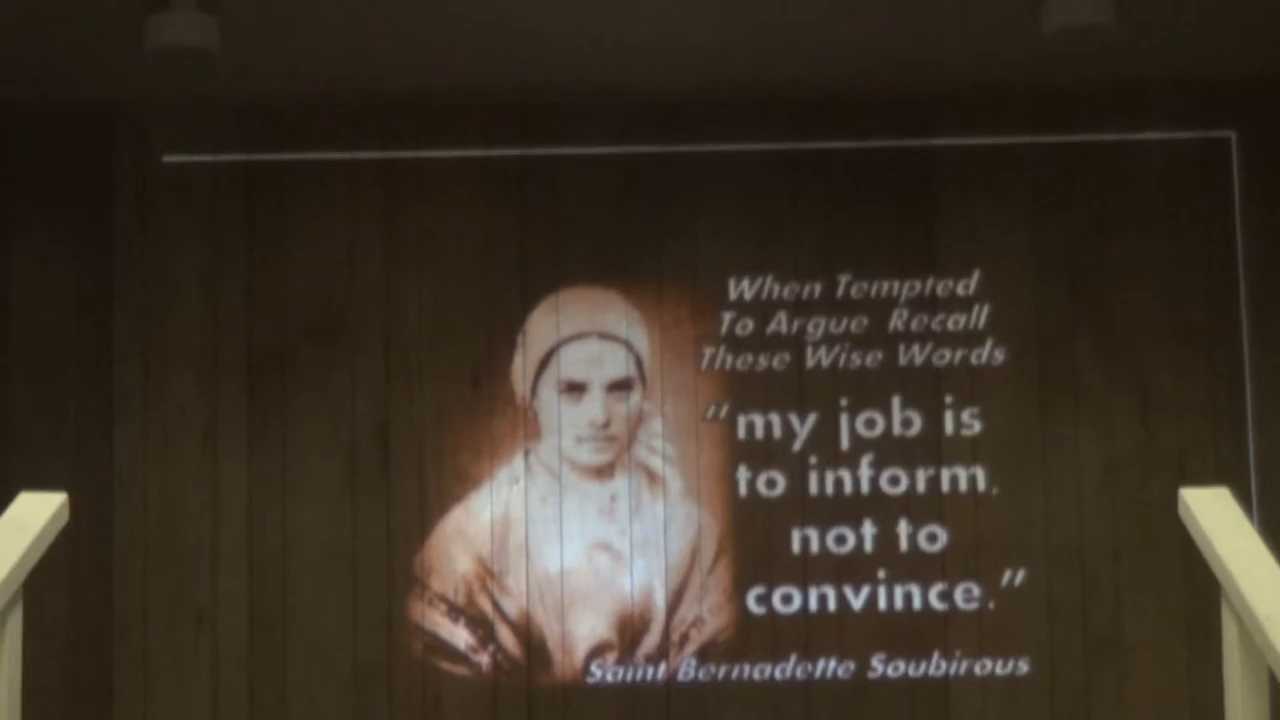 When Tempted
To Argue Recall
These Wise Words
“my job is
to inform,
not to
convince.”
Saint Bernadette Soubirous